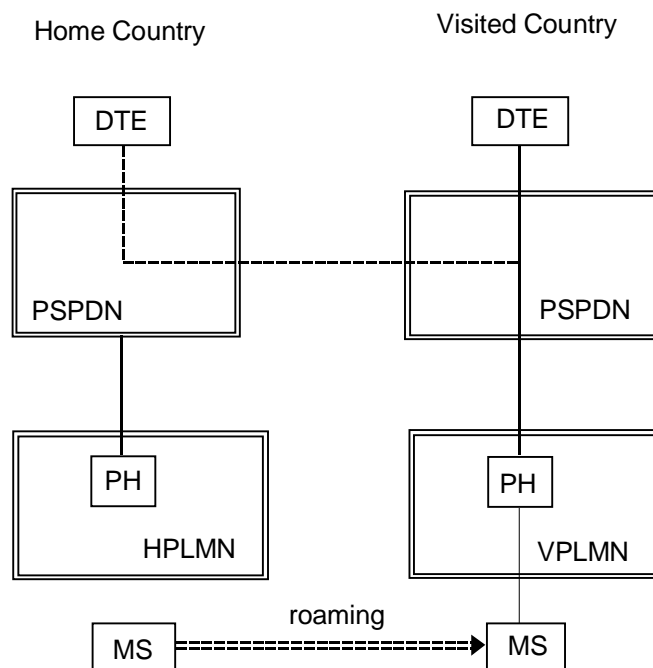 Home Country
Visited Country
DTE
DTE
PSPDN
PSPDN
PH
PH
HPLMN
VPLMN
roaming
MS
MS